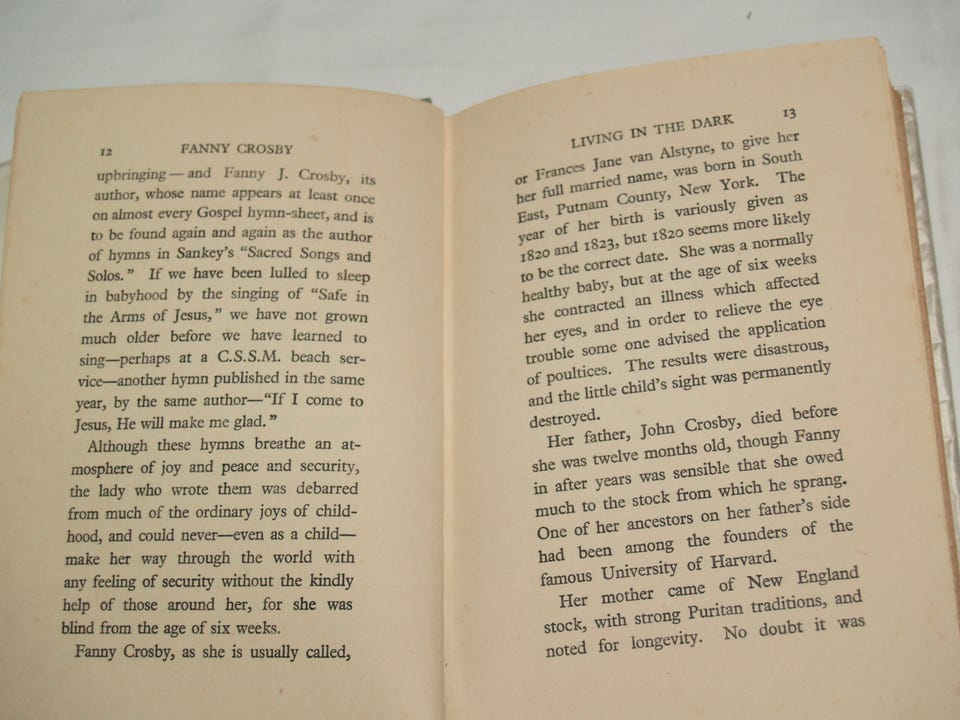 12 FANNY CROSBY
upbringing—and Fanny J. Crosby, its
author, whose name appears at least once
on almost every Gospel hymn-sheet, and is
to be found again and again as the author
of hymns in Sankey's "Sacred Songs and
Solos." If we have been lulled to sleep
in babyhood by the singing of "Safe in
the Arms of Jesus," we have not grown
much older before we have learned to
sing—perhaps at a C.S.S.M. beach ser-
vice—another hymn published in the same
year, by the same author—"If I come to
Jesus, He will make me glad."
Although these hymns breathe an at-
mosphere of joy and peace and security,
the lady who wrote them was debarred
from much of the ordinary joys of child-
hood, and could never—even as a child—
make her way through the world with
any feeling of security without the kindly
help of those around her, for she was
blind from the age of six weeks.
Fanny Crosby, as she is usually called,
LIVING IN THE DARK 13
or Frances Jane van Alstyne, to give her
her full married name, was born in South
East, Putnam County, New York. The
year of her birth is variously given as
1820 and 1823, but 1820 seems more likely
to be the correct date. She was a normally
healthy baby, but at the age of six weeks
she contracted an illness which affected
her eyes, and in order to relieve the eye
trouble some one advised the application
of poultices. The results were disastrous,
and the little child's sight was permanently
destroyed.
Her father, John Crosby, died before
she was twelve months old, though Fanny
in after years was sensible that she owed
much to the stock from which he sprang.
One of her ancestors on her father's side
had been among the founders of the
famous University of Harvard.
Her mother came of New England
stock, with strong Puritan traditions, and
noted for longevity. No doubt it was